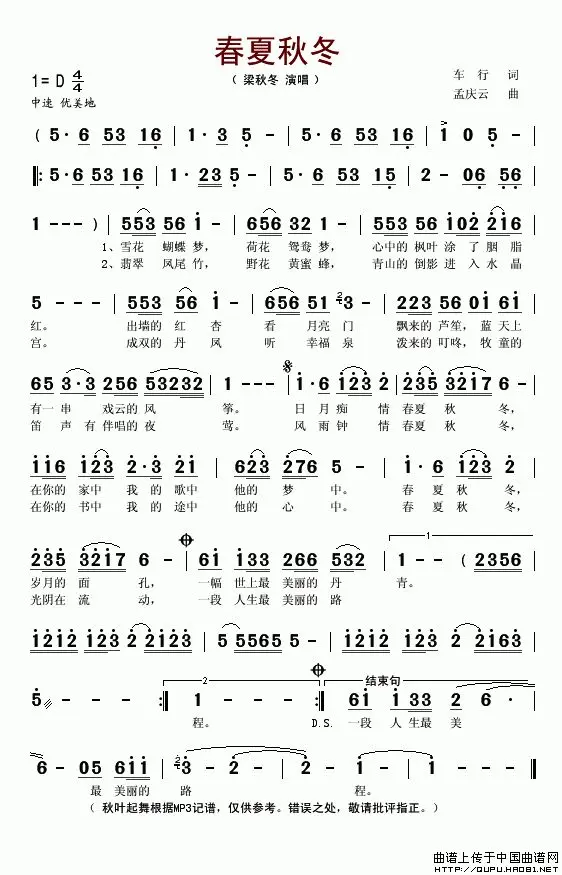 春夏秋冬
（ 梁秋冬 演唱 ）
1= D 4/4
车 行 词
中速 优美地
孟庆云 曲
( 5· 6 53 16 | 1· 3 5 - | 5· 6 53 16 | 1 0 5 - |
|: 5·6 53 16 5 - | 1· 23 5 - | 5·6 53 15 | 2 - 06 56 |
1 - - - ) | 553 56 1 - | 656 32 1 - | 553 56 102 216 |
1、雪花 蝴蝶 梦， 荷花 鸳鸯 梦， 心中的 枫叶 涂 了 胭 脂
2、翡翠 凤尾 竹， 野花 黄蜜 蜂， 青山的 倒影 进 入 水 晶
5 - - - | 553 56 1 - | 656 51 3 - | 223 56 01 61 |
红。 出墙的 红 杏 看 月亮 门 飘来的 芦笙，蓝 天上
宫。 成双的 丹 凤 听 幸福 泉 泼来的 叮咚，牧 童的
65 3·3 256 53232 | 1 - - - | 1·6 123 2 | 235 3217 6 - |
有一 串 戏云的 风 筝。 日 月 痴 情 春夏 秋 冬，
笛 声 有 伴唱的 夜 莺。 风 雨 钟 情 春夏 秋 冬，
116 123 2·3 21 | 623 276 5 - | 1·6 123 2 |
在你的 家中 我 的 歌中 他的 梦 中。 春 夏 秋 冬，
在你的 书中 我 的 途中 他的 心 中。 春 夏 秋 冬，
235 3217 6 - | 61 133 266 532 | 1 - - ( 2356 |
岁月的 面 孔， 一幅 世上最 美丽的 丹 青。
光阴在 流 动， 一段 人生最 美丽的 路
1212 123 2 2123 | 5 5565 5 - | 1212 123 2 2163 |
5 - - - :| 1 - - - :| 61 133 2 6 · |
结束句
程。 D.S. 一段 人 生最 美
6 - 05 611 | 3 - 2 - | 2 - 1 - | 1 - - - ‖
最 美丽的 路 程。
（ 秋叶起舞根据MP3记谱，仅供参考。错误之处，敬请批评指正。）
曲谱上传于中国曲谱网
HTTP://QUPU.HAO81.NET